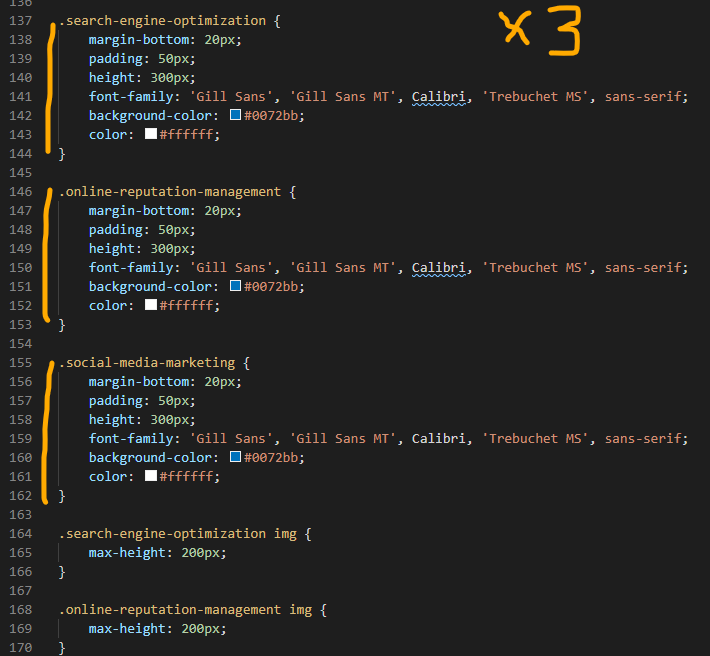 136
× 3
137 .search-engine-optimization {
138 margin-bottom: 20px;
139 padding: 50px;
140 height: 300px;
141 font-family: 'Gill Sans', 'Gill Sans MT', Calibri, 'Trebuchet MS', sans-serif;
142 background-color: #0072bb;
143 color: #ffffff;
144 }
145
146 .online-reputation-management {
147 margin-bottom: 20px;
148 padding: 50px;
149 height: 300px;
150 font-family: 'Gill Sans', 'Gill Sans MT', Calibri, 'Trebuchet MS', sans-serif;
151 background-color: #0072bb;
152 color: #ffffff;
153 }
154
155 .social-media-marketing {
156 margin-bottom: 20px;
157 padding: 50px;
158 height: 300px;
159 font-family: 'Gill Sans', 'Gill Sans MT', Calibri, 'Trebuchet MS', sans-serif;
160 background-color: #0072bb;
161 color: #ffffff;
162 }
163
164 .search-engine-optimization img {
165 max-height: 200px;
166 }
167
168 .online-reputation-management img {
169 max-height: 200px;
170 }